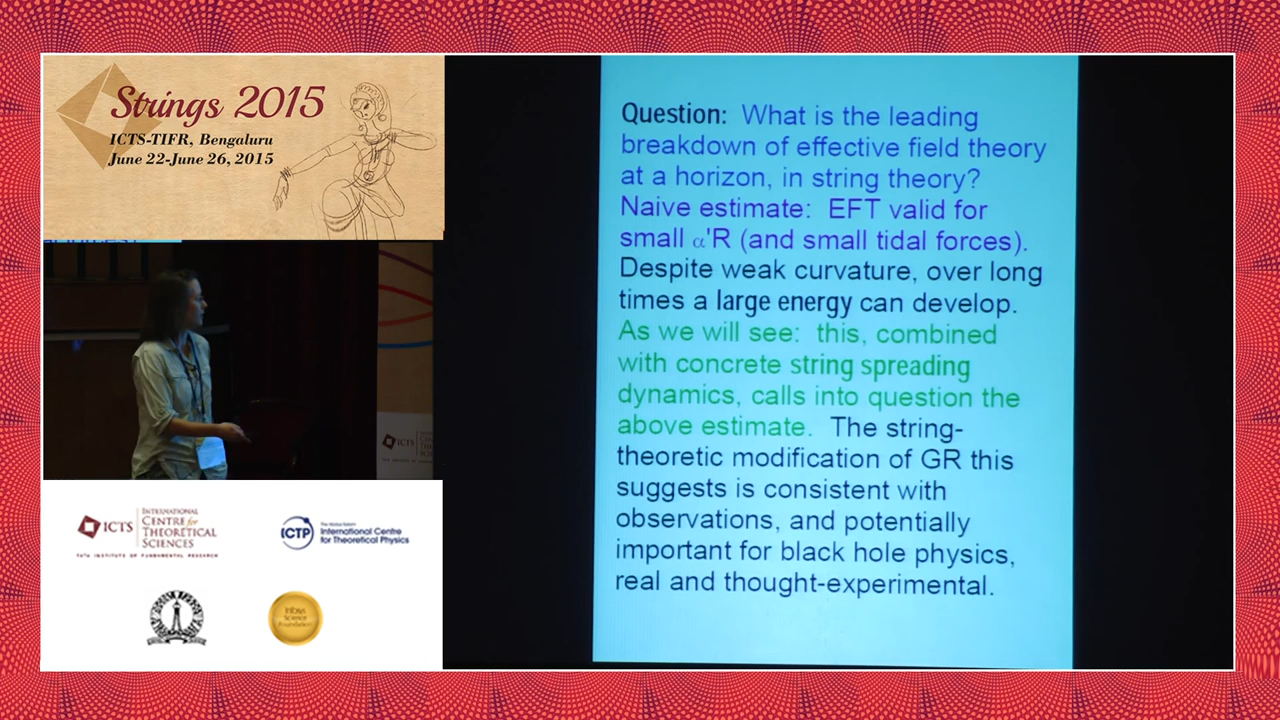 Strings 2015
ICTS-TIFR, Bengaluru
June 22-June 26, 2015
Question: What is the leading
breakdown of effective field theory
at a horizon, in string theory?
Naive estimate: EFT valid for
small α'R (and small tidal forces).
Despite weak curvature, over long
times a large energy can develop.
As we will see: this, combined
with concrete string spreading
dynamics, calls into question the
above estimate. The string-
theoretic modification of GR this
suggests is consistent with
observations, and potentially
important for black hole physics,
real and thought-experimental.
ICTS
ICTS
INTERNATIONAL
CENTRE for
THEORETICAL
SCIENCES
TATA INSTITUTE OF FUNDAMENTAL RESEARCH
ICTP
International Centre
for Theoretical Physics
Infosys
Science
Foundation